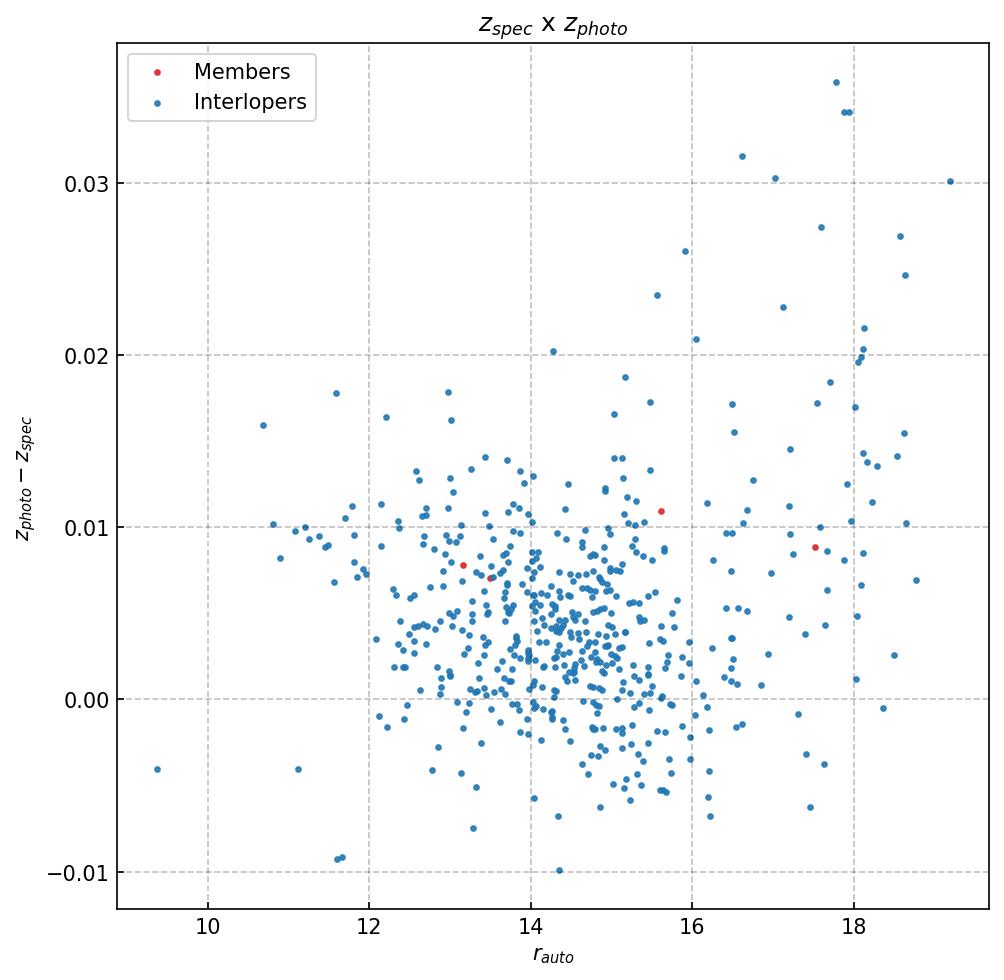 z_spec x z_photo
Members
Interlopers
0.03
0.02
0.01
0.00
−0.01
z_photo − z_spec
10 12 14 16 18
r_auto